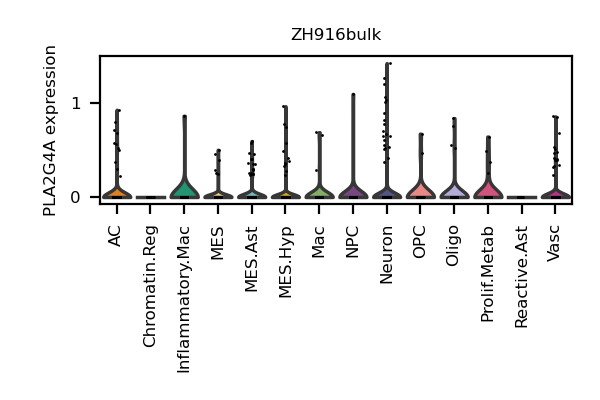 ZH916bulk
PLA2G4A expression
1
0
AC
Chromatin.Reg
Inflammatory.Mac
MES
MES.Ast
MES.Hyp
Mac
NPC
Neuron
OPC
Oligo
Prolif.Metab
Reactive.Ast
Vasc